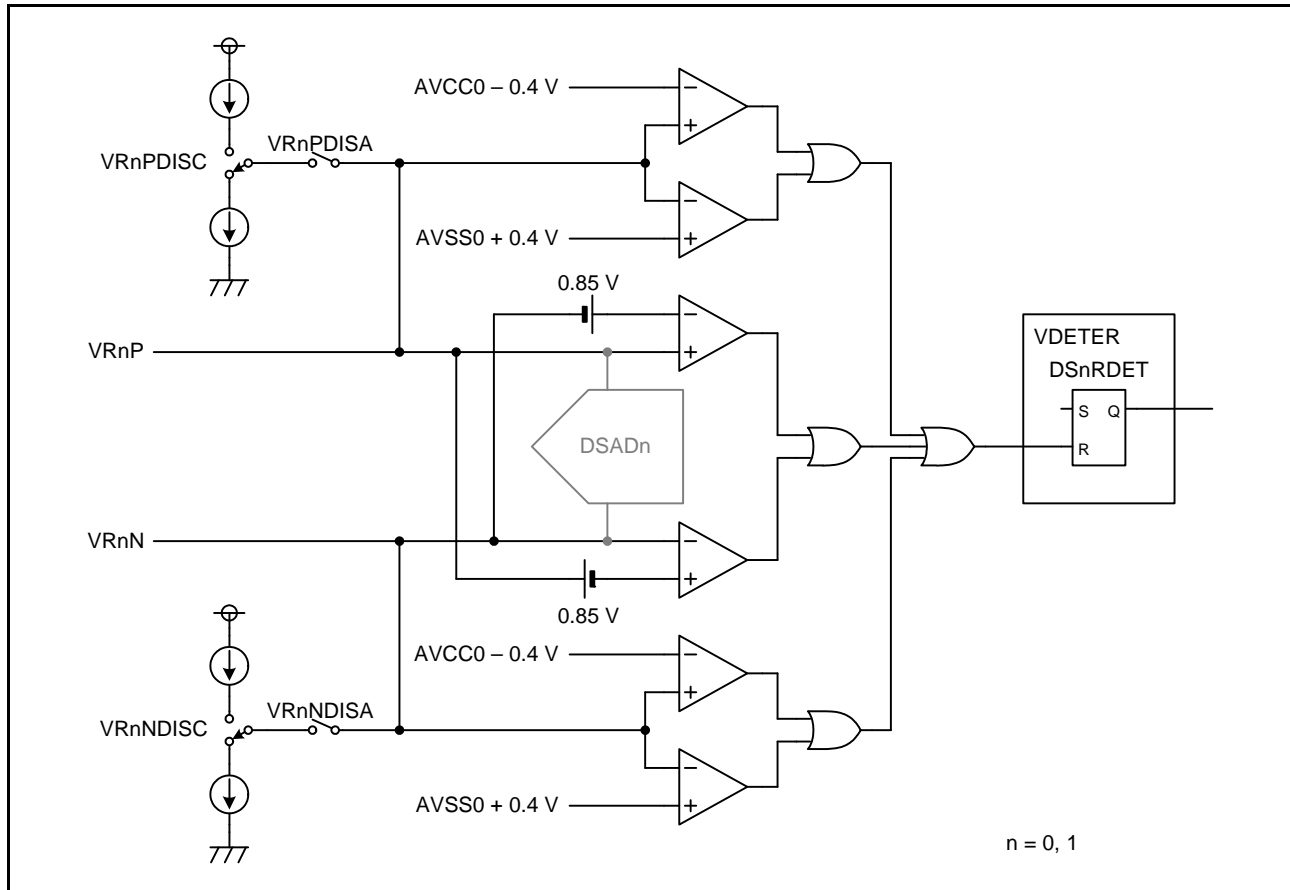 AVCC0 – 0.4 V
VRnPDISA
VRnPDISC
AVSS0 + 0.4 V
0.85 V
VDETER
VRnP
DSnRDET
S Q
DSADn
R
VRnN
0.85 V
AVCC0 – 0.4 V
VRnNDISA
VRnNDISC
AVSS0 + 0.4 V
n = 0, 1